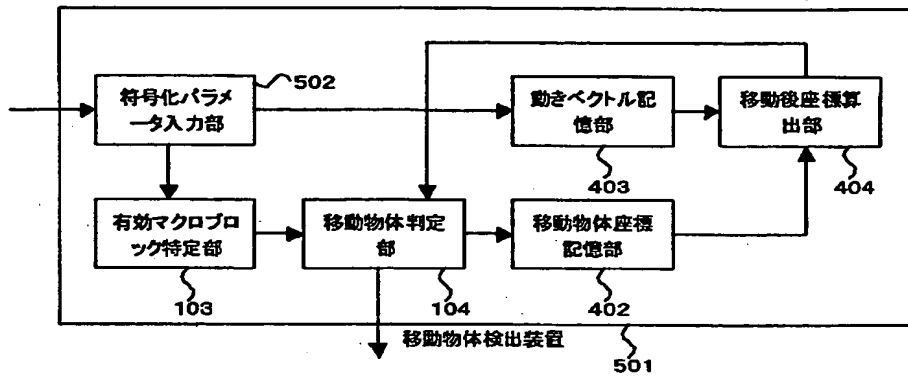 符号化パラメ
ータ入力部
502
動きベクトル記
憶部
403
移動後座標算
出部
404
有効マクロブロ
ック特定部
103
移動物体判定
部
104
移動物体座標
記憶部
402
移動物体検出装置
501